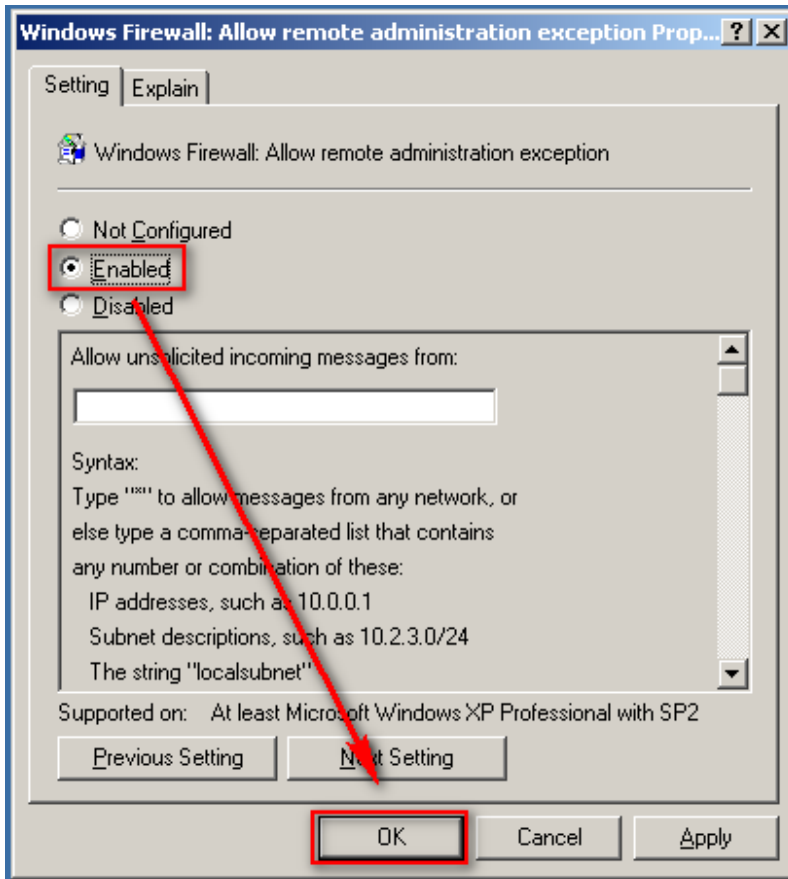 Windows Firewall: Allow remote administration exception Prop...
Setting
Explain
Windows Firewall: Allow remote administration exception
Not Configured
Enabled
Disabled
Allow unsolicited incoming messages from:
Syntax:
Type "*" to allow messages from any network, or
else type a comma-separated list that contains
any number or combination of these:
IP addresses, such as 10.0.0.1
Subnet descriptions, such as 10.2.3.0/24
The string "localsubnet"
Supported on: At least Microsoft Windows XP Professional with SP2
Previous Setting
Next Setting
OK
Cancel
Apply